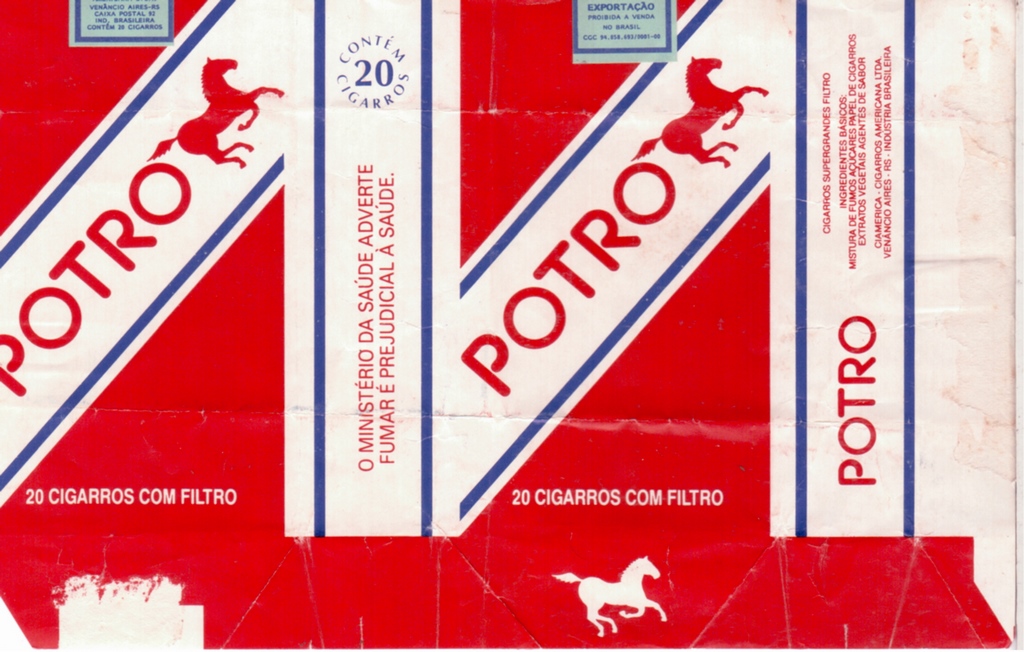 VENÂNCIO AIRES-RS
CAIXA POSTAL 92
IND. BRASILEIRA
CONTÉM 20 CIGARROS
POTRO
20 CIGARROS COM FILTRO
CONTÉM
20
CIGARROS
O MINISTÉRIO DA SAÚDE ADVERTE
FUMAR É PREJUDICIAL À SAÚDE.
EXPORTAÇÃO
PROIBIDA A VENDA
NO BRASIL
POTRO
20 CIGARROS COM FILTRO
CIGARROS SUPERGRANDES FILTRO
INGREDIENTES BÁSICOS:
MISTURA DE FUMOS AÇUCARES PAPEL DE CIGARROS
EXTRATOS VEGETAIS AGENTES DE SABOR
CIAMERICA - CIGARROS AMERICANA LTDA.
VENÂNCIO AIRES - RS - INDUSTRIA BRASILEIRA
POTRO